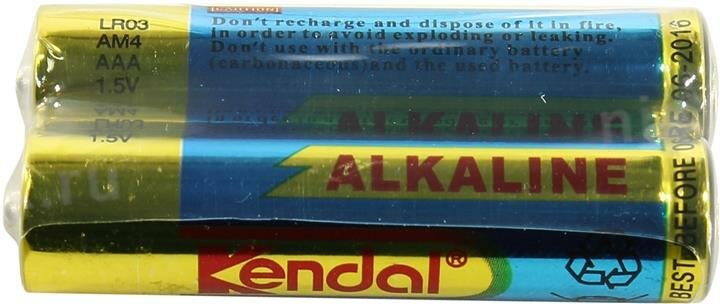 CAUTION
LR03
AM4
AAA
1.5V
Don't recharge and dispose of it in fire,
in order to avoid exploding or leaking.
Don't use with the ordinary battery
(carbonaceous)and the used battery.
ALKALINE
1.5V
ALKALINE
Kendal®
BEST BEFORE 06-2016
.ru